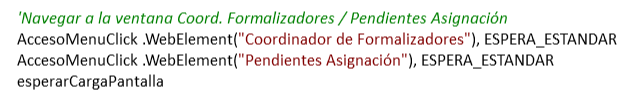 'Navegar a la ventana Coord. Formalizadores / Pendientes Asignación
AccesoMenuClick .WebElement("Coordinador de Formalizadores"), ESPERA_ESTANDAR
AccesoMenuClick .WebElement("Pendientes Asignación"), ESPERA_ESTANDAR
esperarCargaPantalla